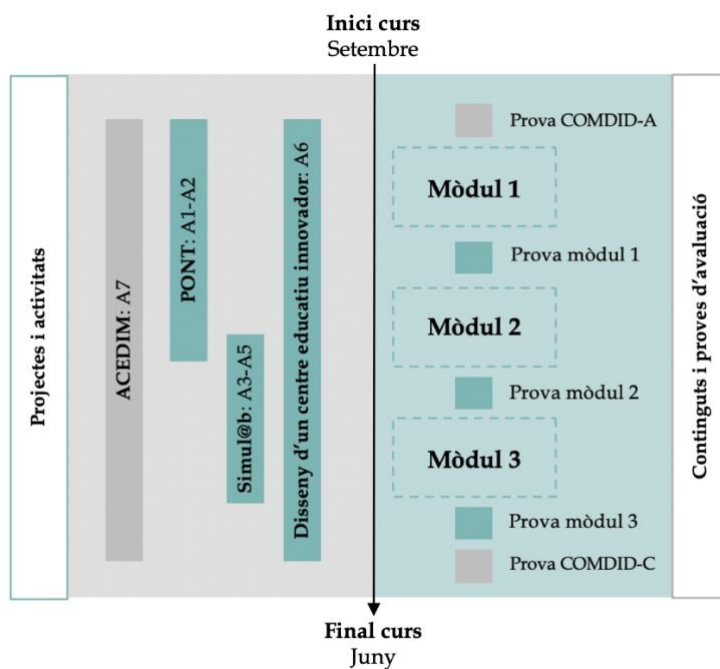 Inici curs
Setembre
Projectes i activitats
ACEDIM: A7
PONT: A1-A2
Simul@b: A3-A5
Disseny d'un centre educatiu innovador: A6
Prova COMDID-A
Mòdul 1
Prova mòdul 1
Mòdul 2
Prova mòdul 2
Mòdul 3
Prova mòdul 3
Prova COMDID-C
Continguts i proves d'avaluació
Final curs
Juny